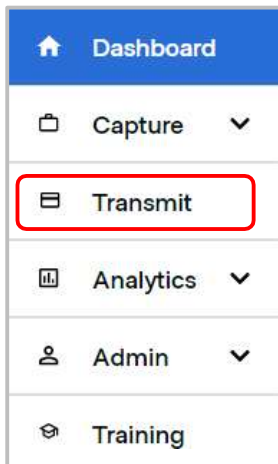 Dashboard
Capture
Transmit
Analytics
Admin
Training